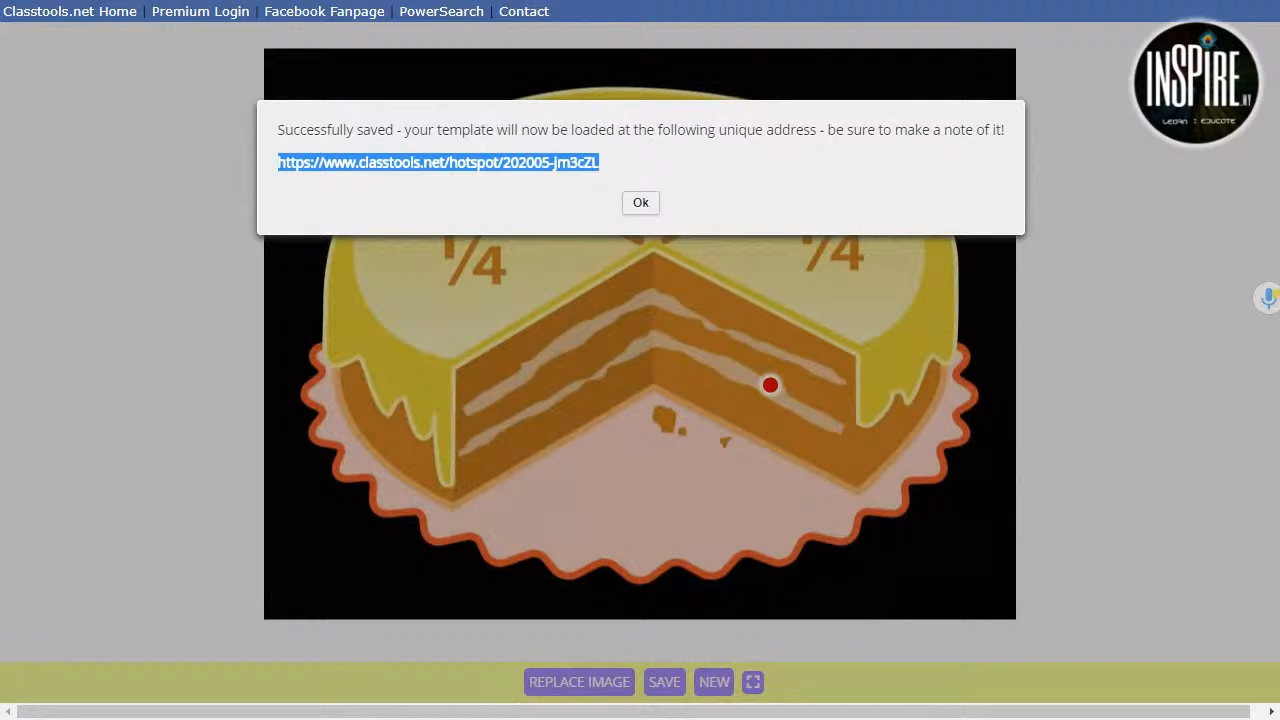 Classtools.net Home | Premium Login | Facebook Fanpage | PowerSearch | Contact
INSPIRE.MY
LEARN : EDUCATE
Successfully saved - your template will now be loaded at the following unique address - be sure to make a note of it!
https://www.classtools.net/hotspot/202005-jm3cZL
Ok
1/4 1/4
REPLACE IMAGE SAVE NEW